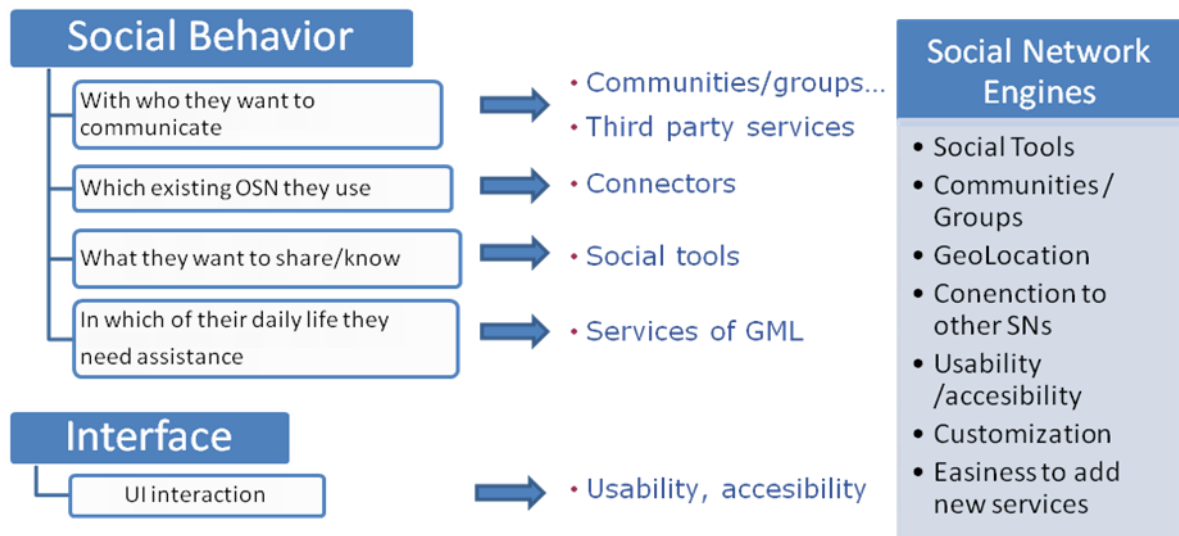 Social Behavior
With who they want to
communicate
• Communities/groups...
• Third party services
Which existing OSN they use
• Connectors
What they want to share/know
• Social tools
In which of their daily life they
need assistance
• Services of GML
Interface
UI interaction
• Usability, accesibility
Social Network
Engines
• Social Tools
• Communities/
Groups
• GeoLocation
• Conenction to
other SNs
• Usability
/accesibility
• Customization
• Easiness to add
new services